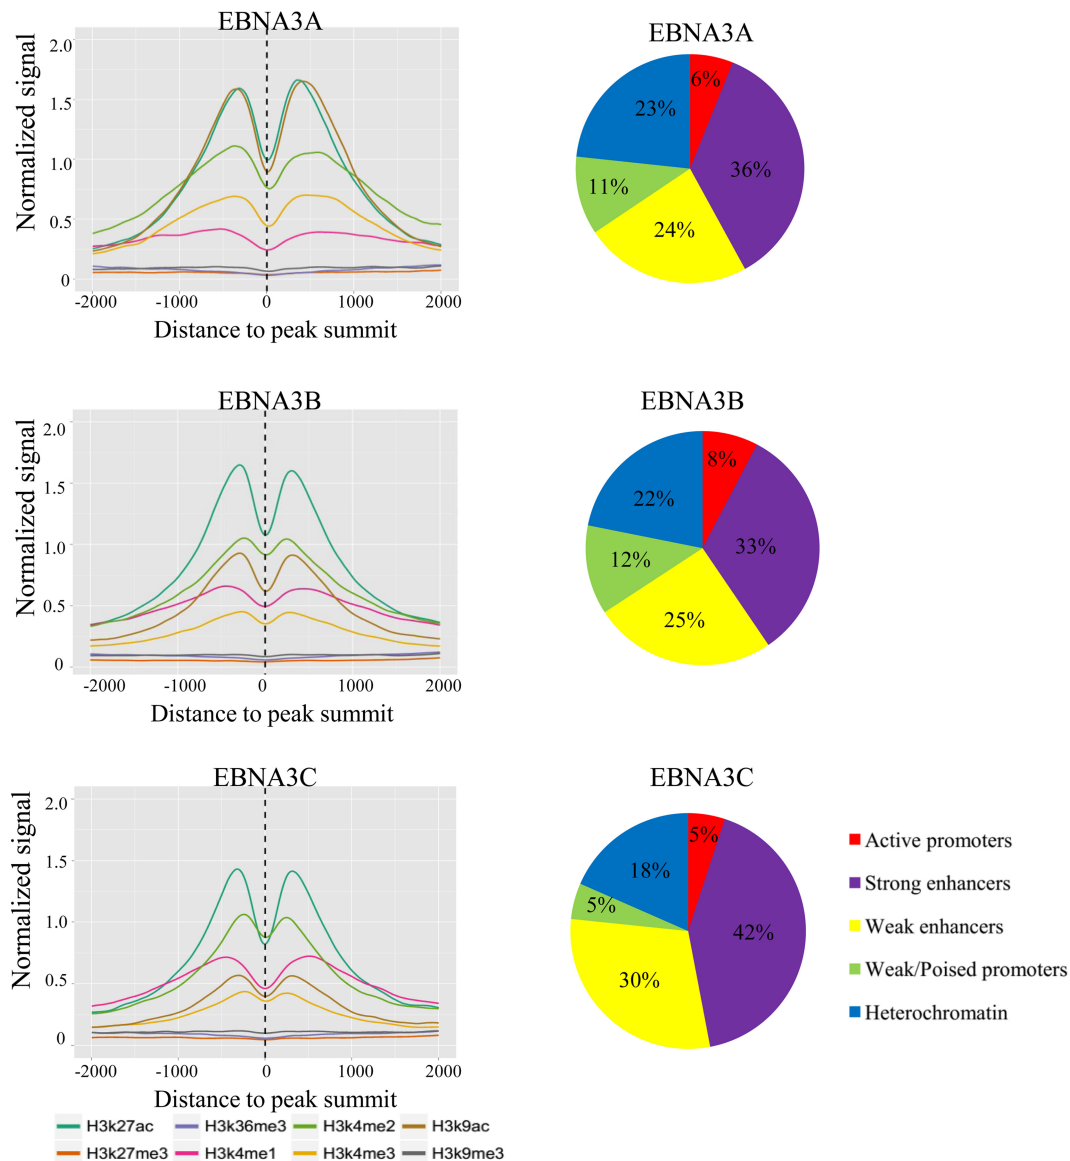 EBNA3A
Normalized signal
2.0
1.5
1.0
0.5
0
-2000 -1000 0 1000 2000
Distance to peak summit
EBNA3A
6%
36%
24%
11%
23%
EBNA3B
Normalized signal
2.0
1.5
1.0
0.5
0
-2000 -1000 0 1000 2000
Distance to peak summit
EBNA3B
8%
33%
25%
12%
22%
EBNA3C
Normalized signal
2.0
1.5
1.0
0.5
0
-2000 -1000 0 1000 2000
Distance to peak summit
EBNA3C
5%
42%
30%
5%
18%
Active promoters
Strong enhancers
Weak enhancers
Weak/Poised promoters
Heterochromatin
H3k27ac H3k36me3 H3k4me2 H3k9ac
H3k27me3 H3k4me1 H3k4me3 H3k9me3